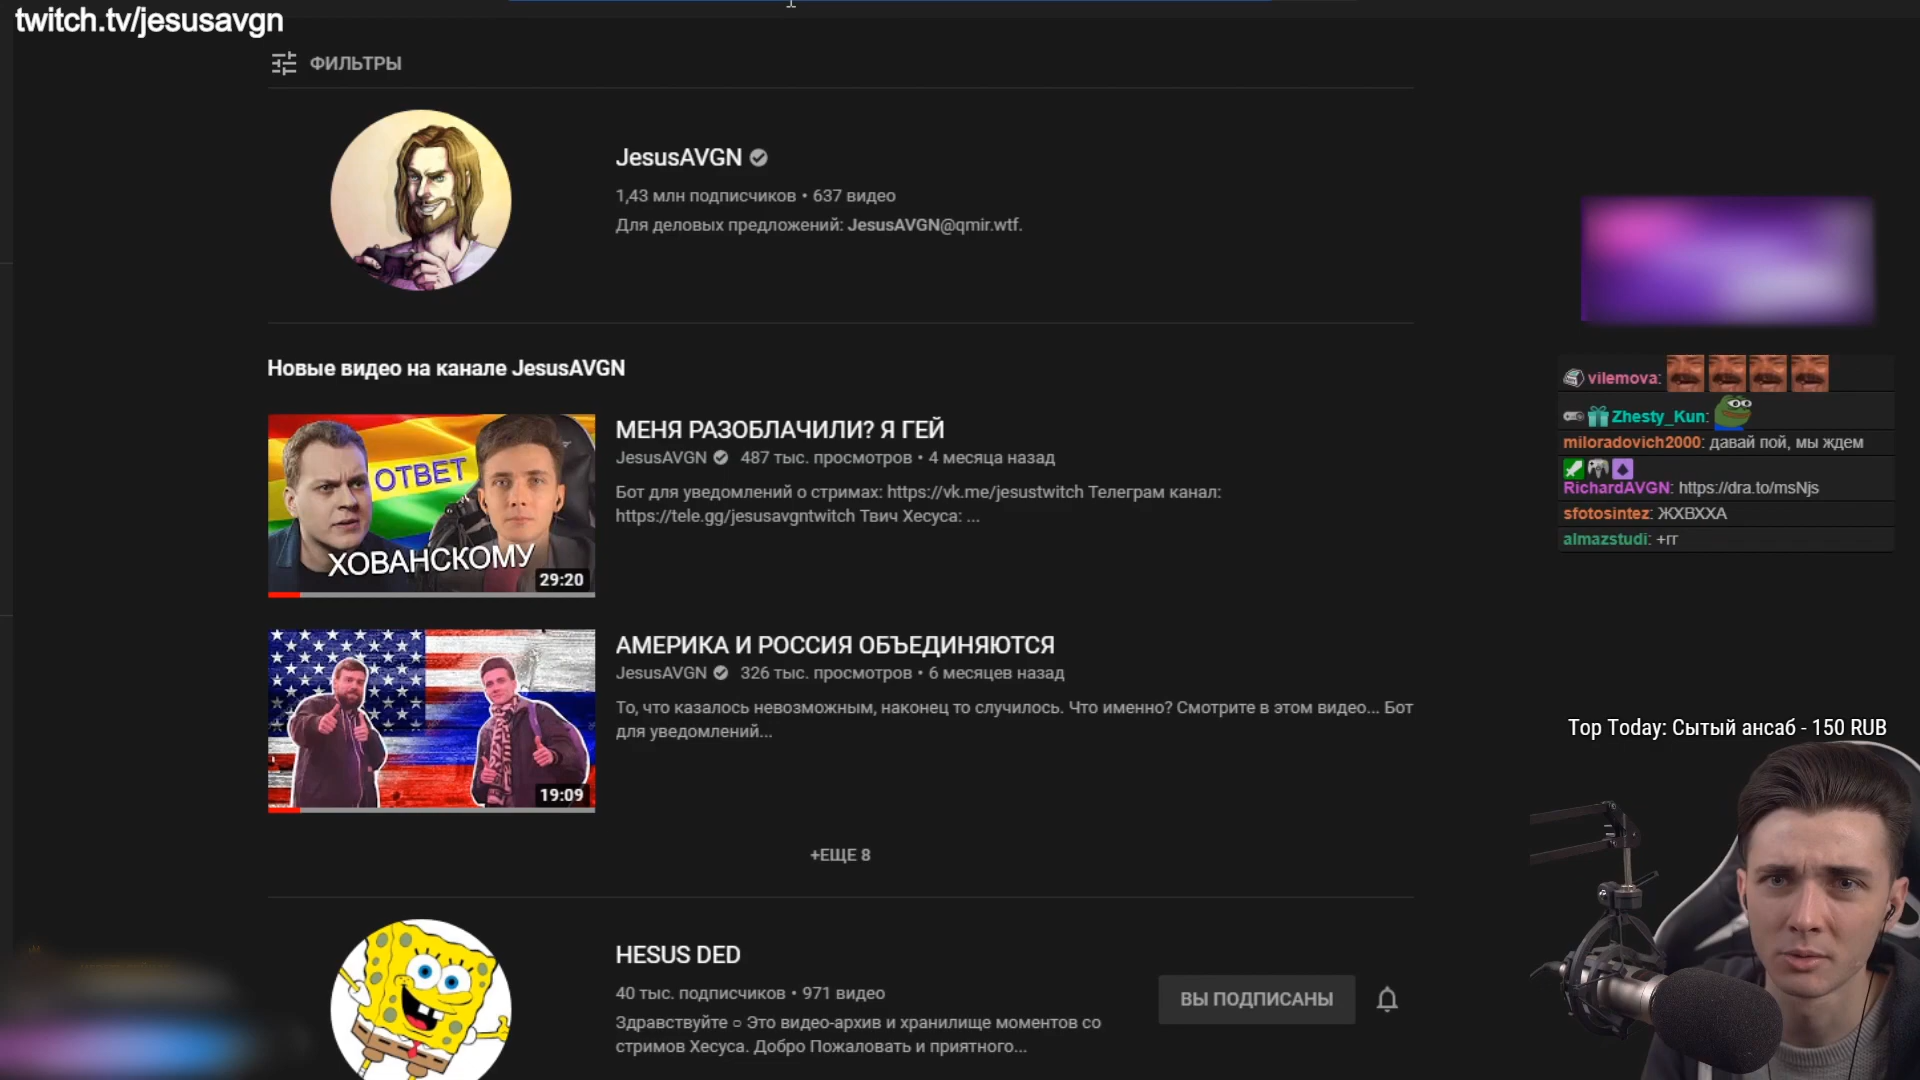 twitch.tv/jesusavgn
ФИЛЬТРЫ
JesusAVGN
1,43 млн подписчиков • 637 видео
Для деловых предложений: JesusAVGN@qmir.wtf.
Новые видео на канале JesusAVGN
ОТВЕТ
ХОВАНСКОМУ
29:20
МЕНЯ РАЗОБЛАЧИЛИ? Я ГЕЙ
JesusAVGN 487 тыс. просмотров • 4 месяца назад
Бот для уведомлений о стримах: https://vk.me/jesustwitch Телеграм канал:
https://tele.gg/jesusavgntwitch Твич Хесуса: ...
19:09
АМЕРИКА И РОССИЯ ОБЪЕДИНЯЮТСЯ
JesusAVGN 326 тыс. просмотров • 6 месяцев назад
То, что казалось невозможным, наконец то случилось. Что именно? Смотрите в этом видео... Бот
для уведомлений...
+ЕЩЕ 8
HESUS DED
40 тыс. подписчиков • 971 видео
Здравствуйте ○ Это видео-архив и хранилище моментов со
стримов Хесуса. Добро Пожаловать и приятного...
ВЫ ПОДПИСАНЫ
vilemova:
Zhesty_Kun:
miloradovich2000: давай пой, мы ждем
RichardAVGN: https://dra.to/msNjs
sfotosintez: ЖХВХХА
almazstudi: +гг
Top Today: Сытый ансаб - 150 RUB